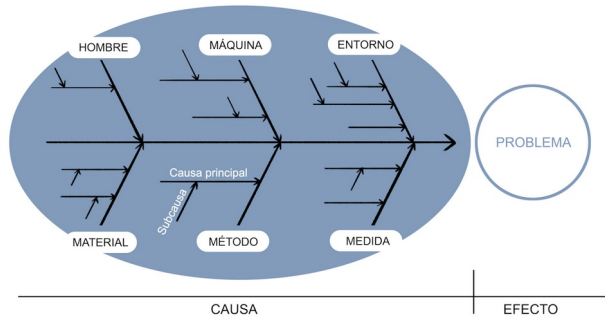 HOMBRE
MÁQUINA
ENTORNO
PROBLEMA
Causa principal
Subcausa
MATERIAL
MÉTODO
MEDIDA
CAUSA
EFECTO